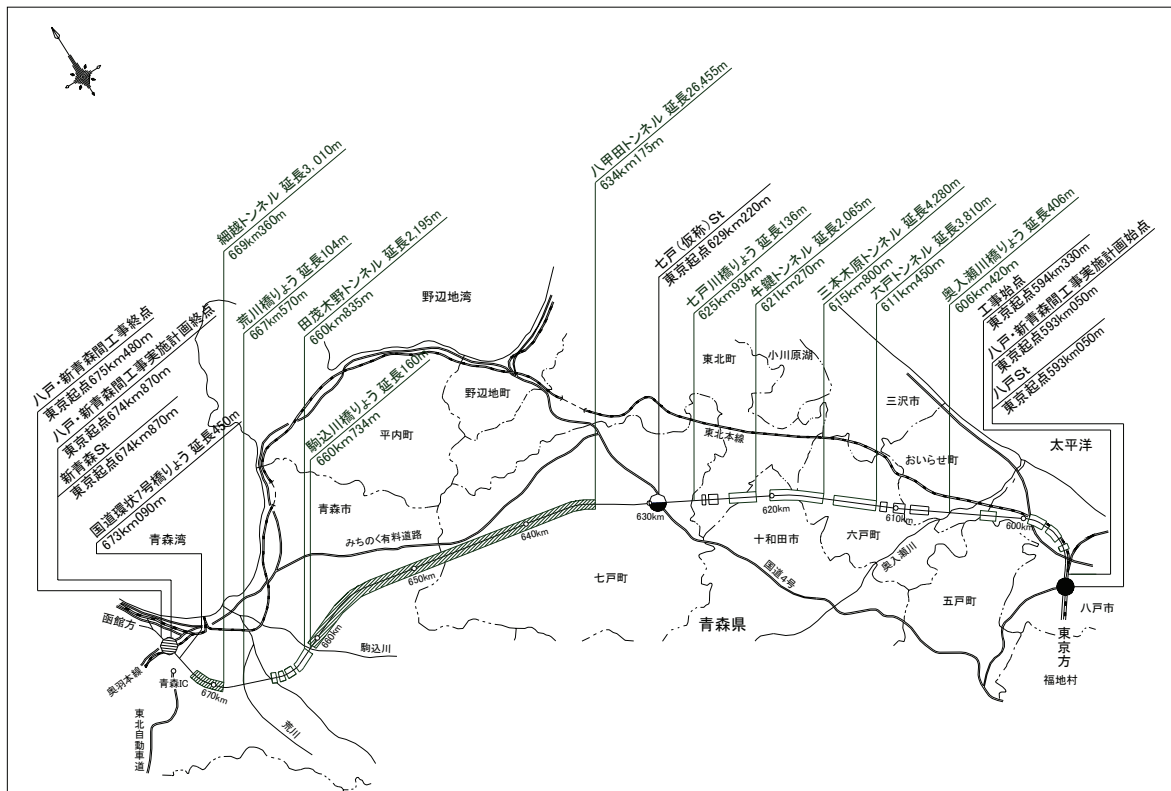 細越トンネル 延長3,010m
669km360m
荒川橋りょう 延長104m
667km570m
田茂木野トンネル 延長2,195m
660km835m
駒込川橋りょう 延長160m
660km734m
八甲田トンネル 延長26,455m
634km175m
七戸(仮称)St
東京起点629km220m
七戸川橋りょう 延長136m
625km934m
牛鍵トンネル 延長2,065m
621km270m
三本木原トンネル 延長4,280m
615km800m
六戸トンネル 延長3,810m
611km450m
奥入瀬川橋りょう 延長406m
606km420m
工事始点
東京起点594km330m
八戸・新青森間工事実施計画始点
東京起点593km050m
八戸St
東京起点593km050m
八戸・新青森間工事終点
東京起点675km480m
八戸・新青森間工事実施計画終点
東京起点674km870m
新青森St
東京起点674km870m
国道環状7号橋りょう 延長450m
673km090m
野辺地湾
東北町
小川原湖
野辺地町
三沢市
平内町
東北本線
太平洋
おいらせ町
青森市
青森湾
みちのく有料道路
630km
620km
610km
600km
640km
十和田市
六戸町
奥入瀬川
650km
七戸町
国道4号
五戸町
八戸市
函館方
660km
駒込川
青森県
東京方
福地村
奥羽本線
青森IC
670km
荒川
東北自動車道